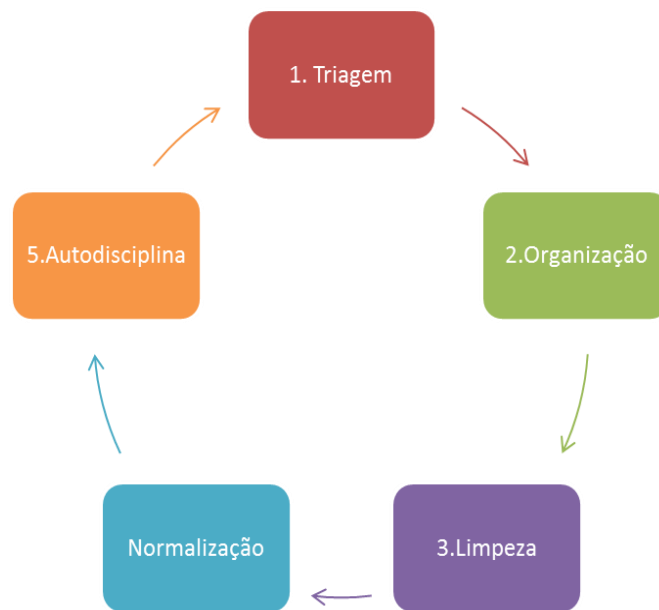 1. Triagem
2.Organização
3.Limpeza
Normalização
5.Autodisciplina